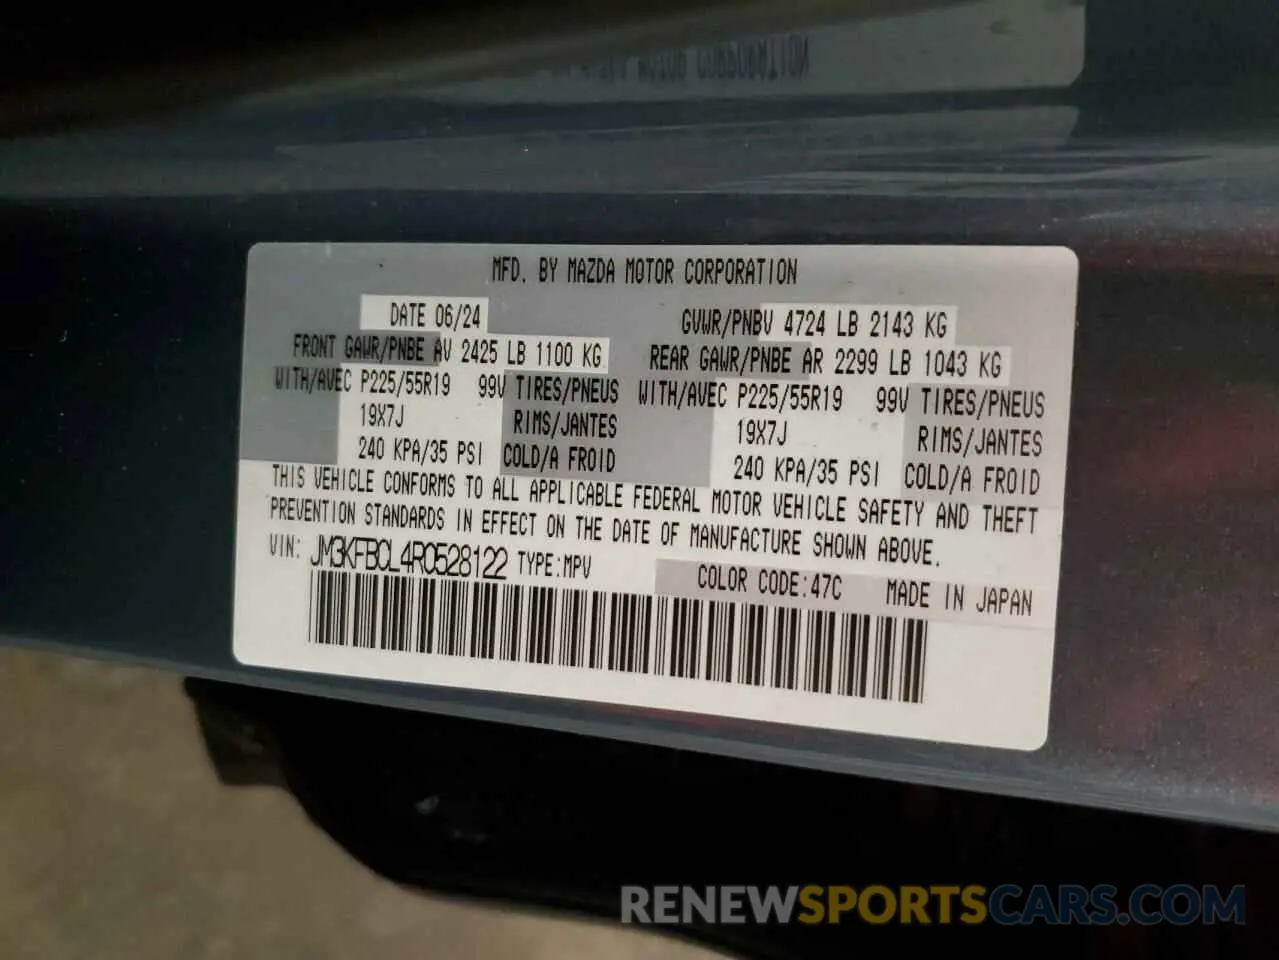 MFD. BY MAZDA MOTOR CORPORATION
DATE 06/24 GVWR/PNBV 4724 LB 2143 KG
FRONT GAWR/PNBE AV 2425 LB 1100 KG REAR GAWR/PNBE AR 2299 LB 1043 KG
WITH/AVEC P225/55R19 99V TIRES/PNEUS WITH/AVEC P225/55R19 99V TIRES/PNEUS
19X7J RIMS/JANTES 19X7J RIMS/JANTES
240 KPA/35 PSI COLD/A FROID 240 KPA/35 PSI COLD/A FROID
THIS VEHICLE CONFORMS TO ALL APPLICABLE FEDERAL MOTOR VEHICLE SAFETY AND THEFT
PREVENTION STANDARDS IN EFFECT ON THE DATE OF MANUFACTURE SHOWN ABOVE.
VIN: JM3KFBCL4R0528122 TYPE:MPV COLOR CODE:47C MADE IN JAPAN
RENEWSPORTSCARS.COM